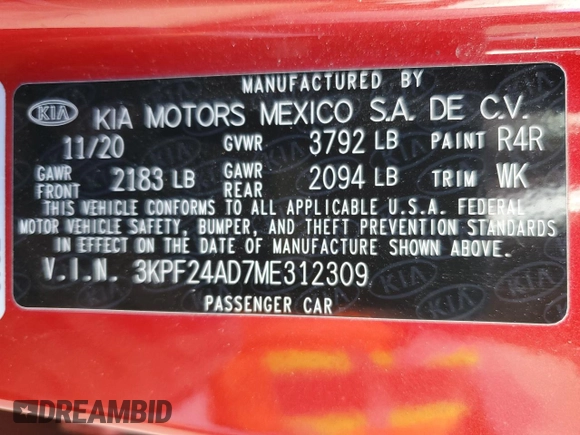 MANUFACTURED BY
KIA KIA MOTORS MEXICO S.A. DE C.V.
11/20 GVWR 3792 LB PAINT R4R
GAWR FRONT 2183 LB GAWR REAR 2094 LB TRIM WK
THIS VEHICLE CONFORMS TO ALL APPLICABLE U.S.A. FEDERAL
MOTOR VEHICLE SAFETY, BUMPER, AND THEFT PREVENTION STANDARDS
IN EFFECT ON THE DATE OF MANUFACTURE SHOWN ABOVE.
V.I.N. 3KPF24AD7ME312309
PASSENGER CAR
DREAMBID